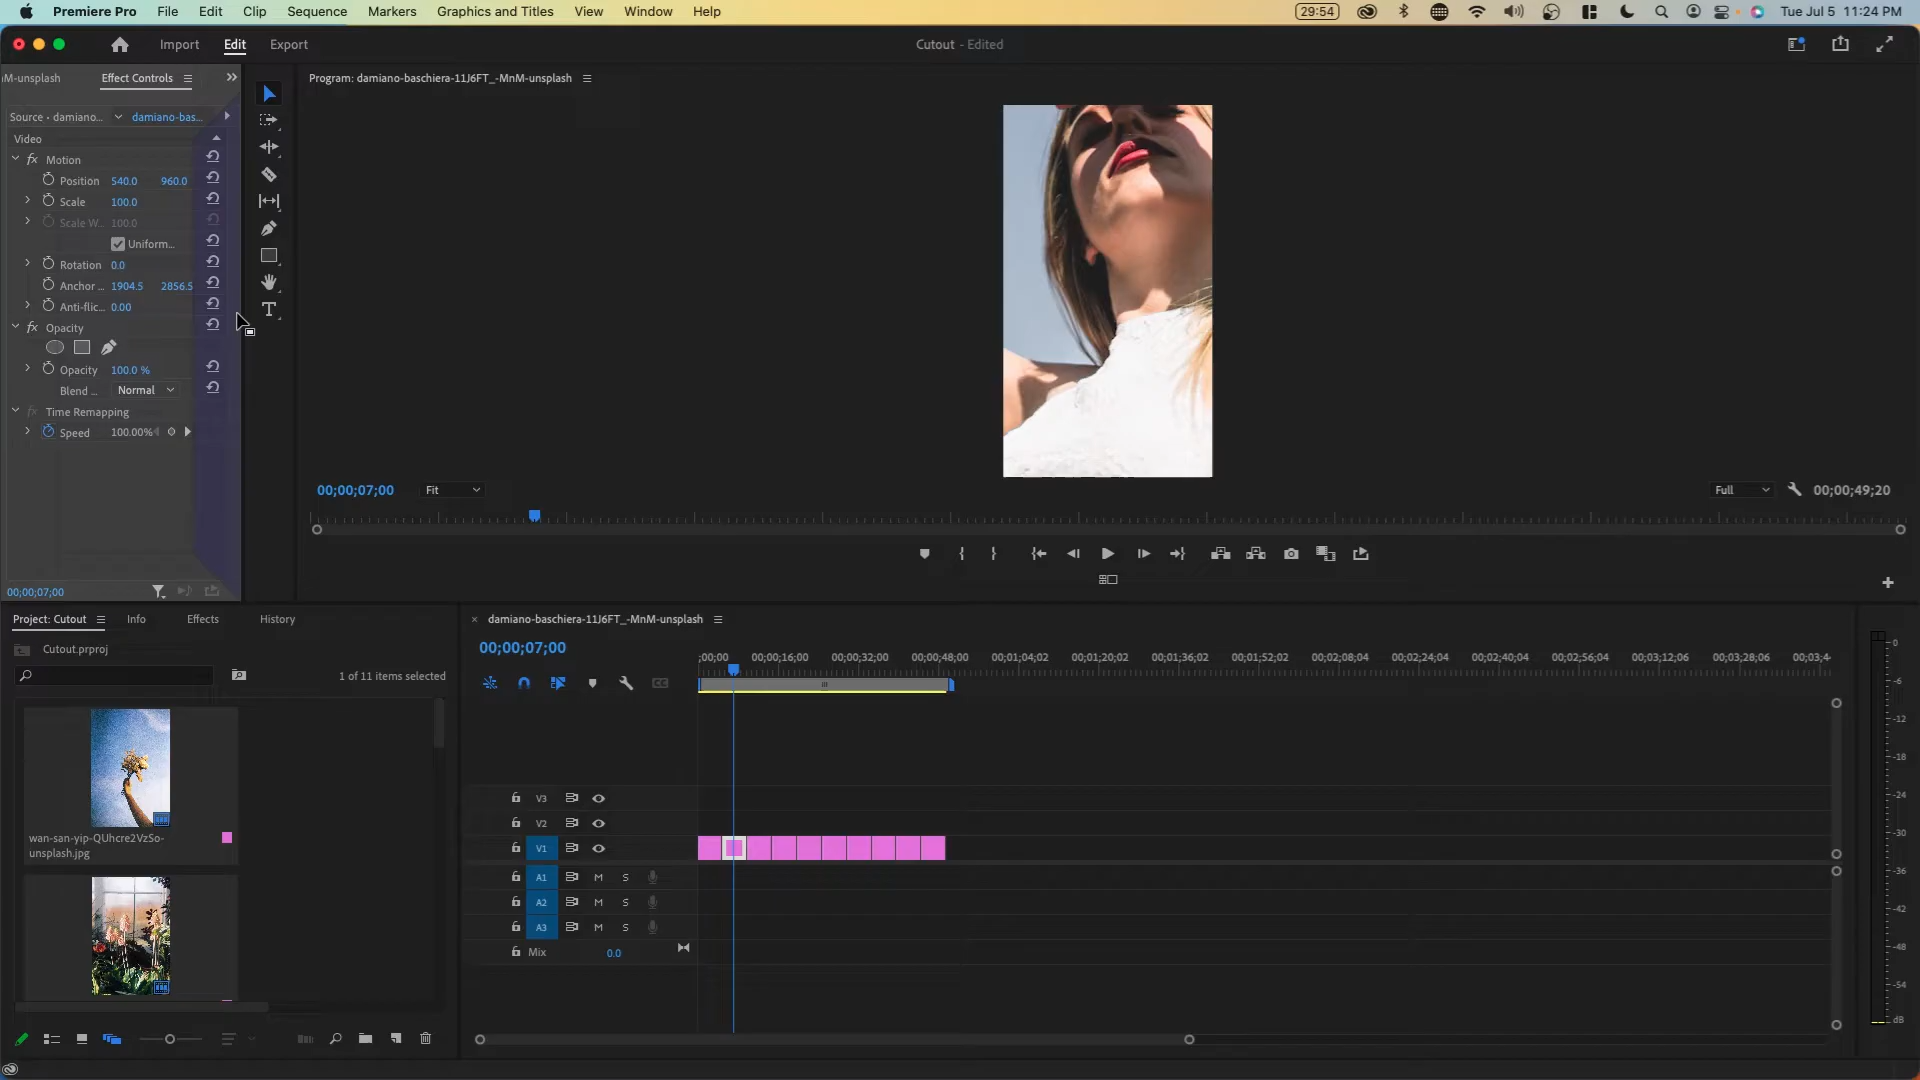 Premiere Pro File Edit Clip Sequence Markers Graphics and Titles View Window Help 29:54 Tue Jul 5 11:24 PM
Import Edit Export Cutout - Edited
M-unsplash Effect Controls Program: damiano-baschiera-11J6FT_-MnM-unsplash
Source • damiano... damiano-bas...
Video
fx Motion
Position 540.0 960.0
Scale 100.0
Scale W... 100.0
Uniform...
Rotation 0.0
Anchor ... 1904.5 2856.5
Anti-flic... 0.00
fx Opacity
Opacity 100.0 %
Blend ... Normal
fx Time Remapping
Speed 100.00%
00;00;07;00 Fit Full 00;00;49;20
00;00;07;00
Project: Cutout Info Effects History
Cutout.prproj
1 of 11 items selected
wan-san-yip-QUhcre2VzSo-
unsplash.jpg
× damiano-baschiera-11J6FT_-MnM-unsplash
00;00;07;00
;00;00 00;00;16;00 00;00;32;00 00;00;48;00 00;01;04;02 00;01;20;02 00;01;36;02 00;01;52;02 00;02;08;04 00;02;24;04 00;02;40;04 00;02;56;04 00;03;12;06 00;03;28;06 00;03;4
CC
V3
V2
V1
A1 M S
A2 M S
A3 M S
Mix 0.0
0
-6
-12
-18
-24
-30
-36
-42
-48
-54
dB